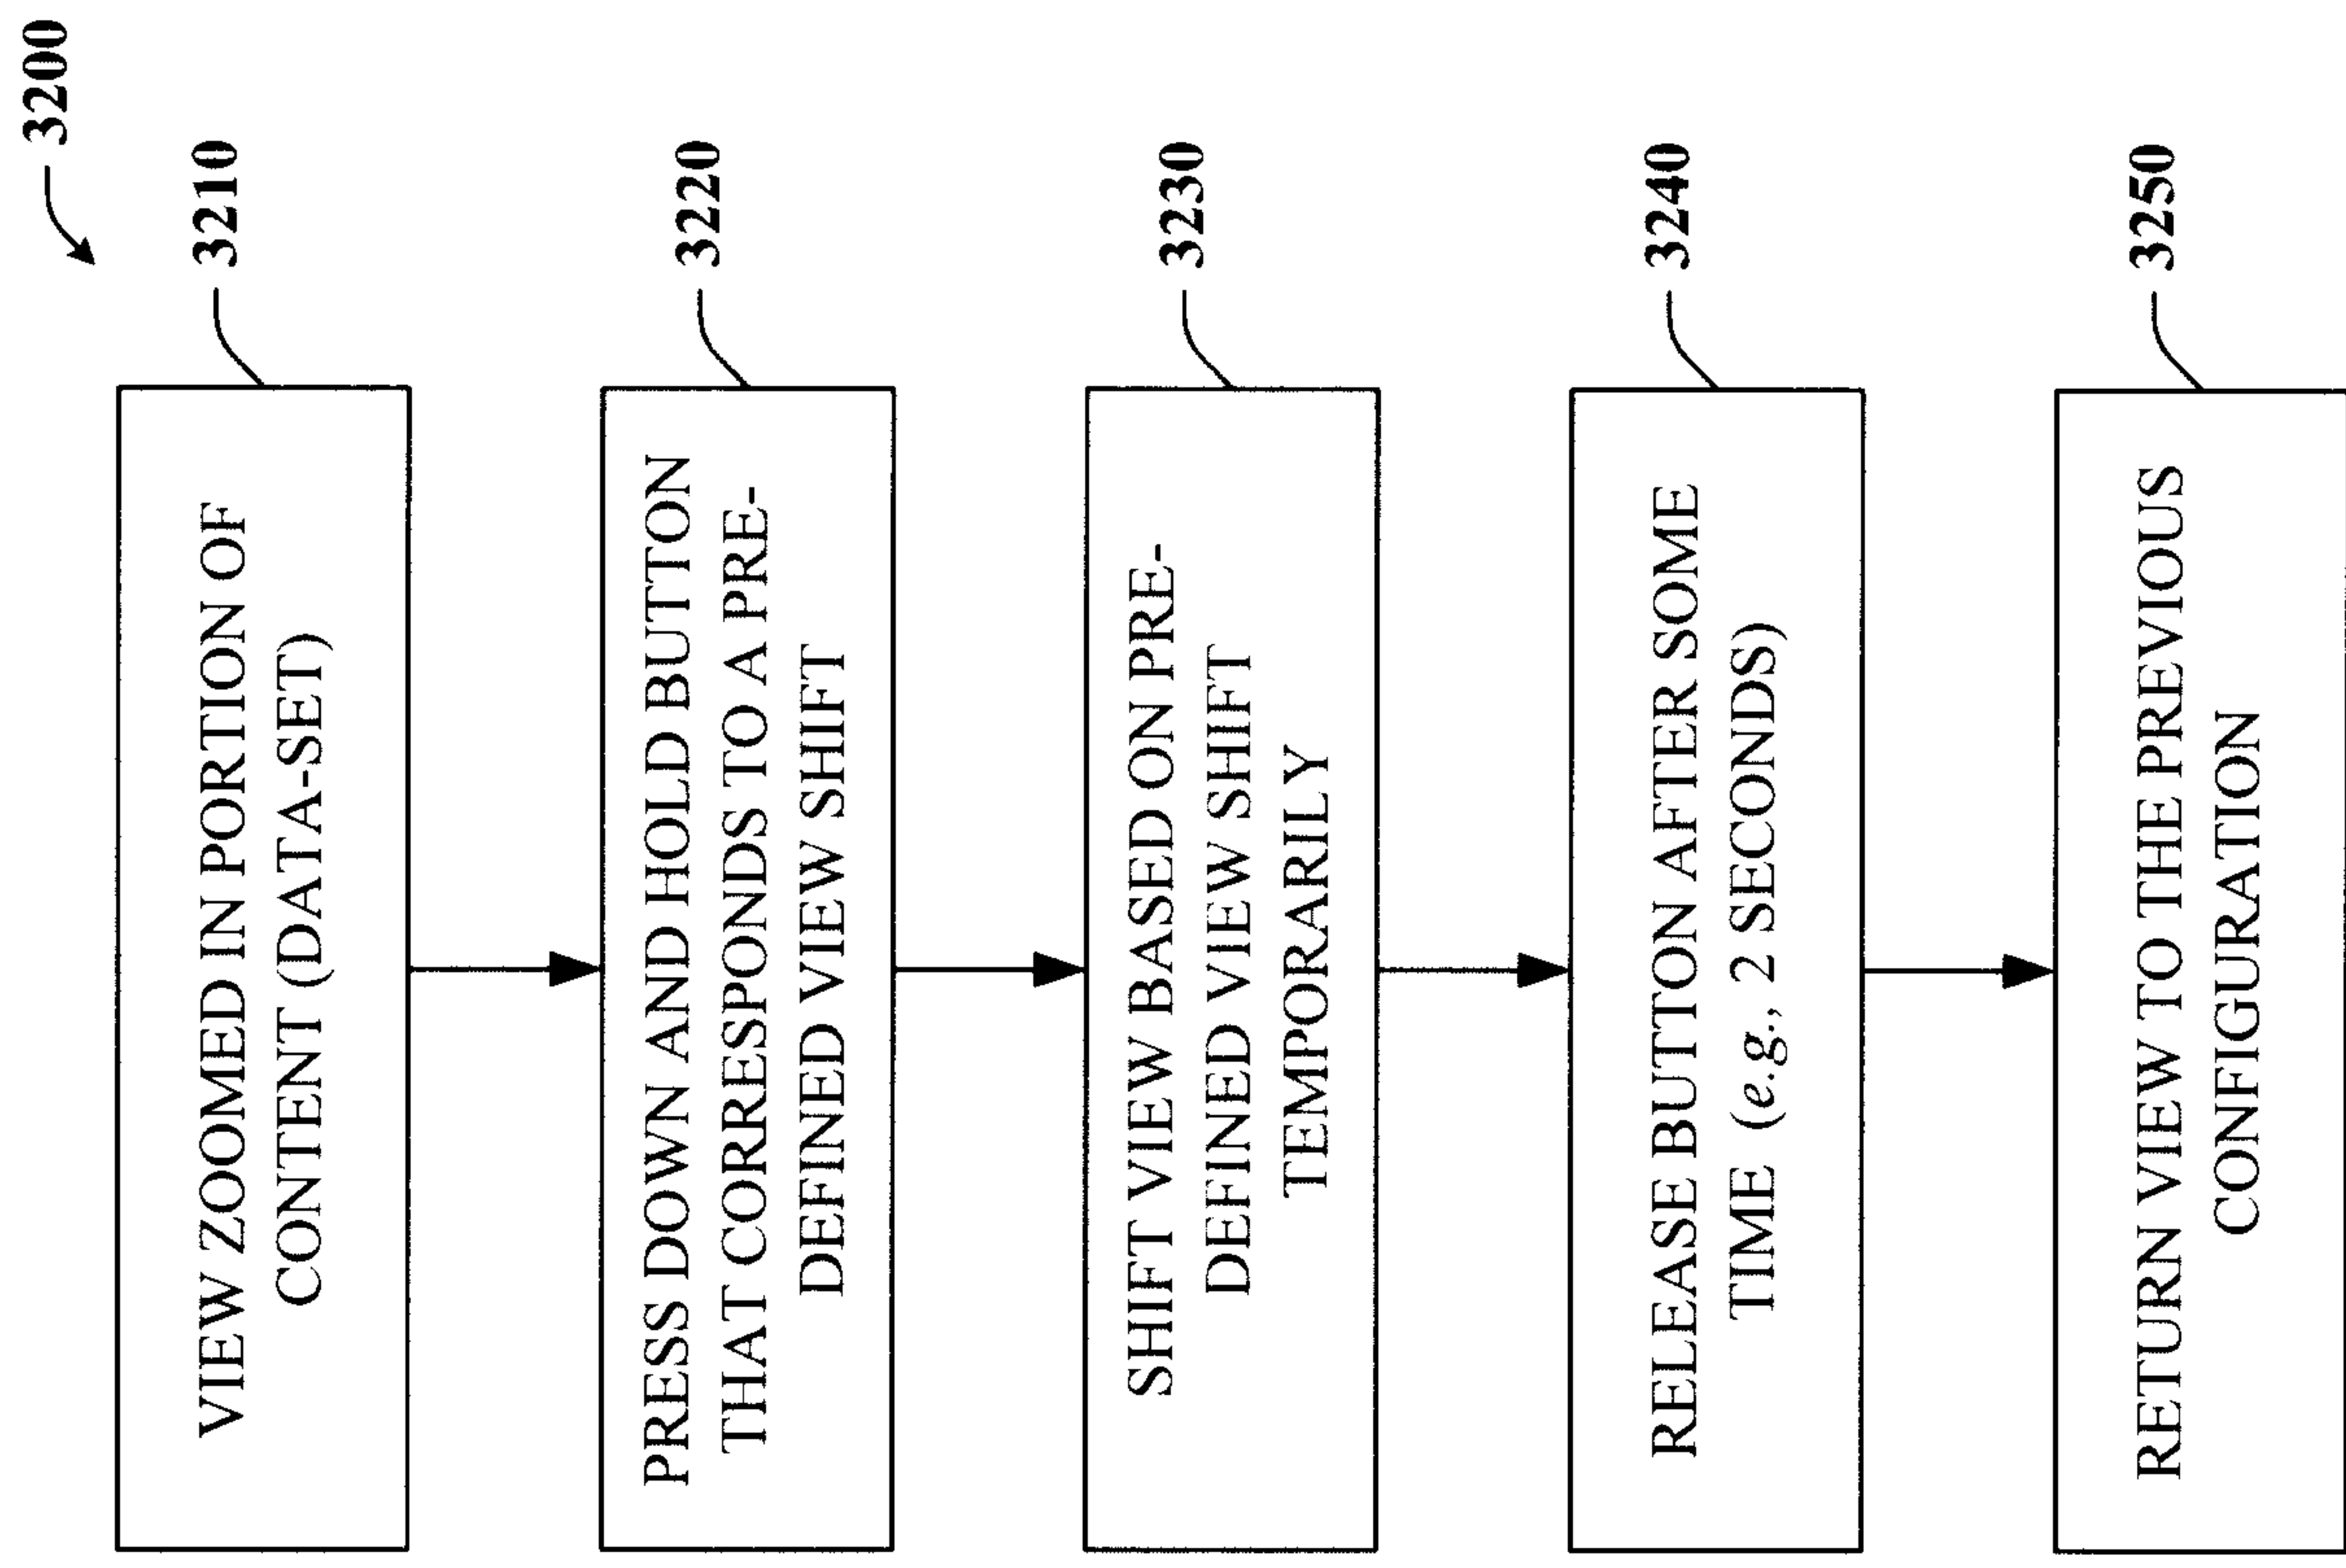 3200
VIEW ZOOMED IN PORTION OF
CONTENT (DATA-SET)
3210
PRESS DOWN AND HOLD BUTTON
THAT CORRESPONDS TO A PRE-
DEFINED VIEW SHIFT
3220
SHIFT VIEW BASED ON PRE-
DEFINED VIEW SHIFT
TEMPORARILY
3230
RELEASE BUTTON AFTER SOME
TIME (e.g., 2 SECONDS)
3240
RETURN VIEW TO THE PREVIOUS
CONFIGURATION
3250